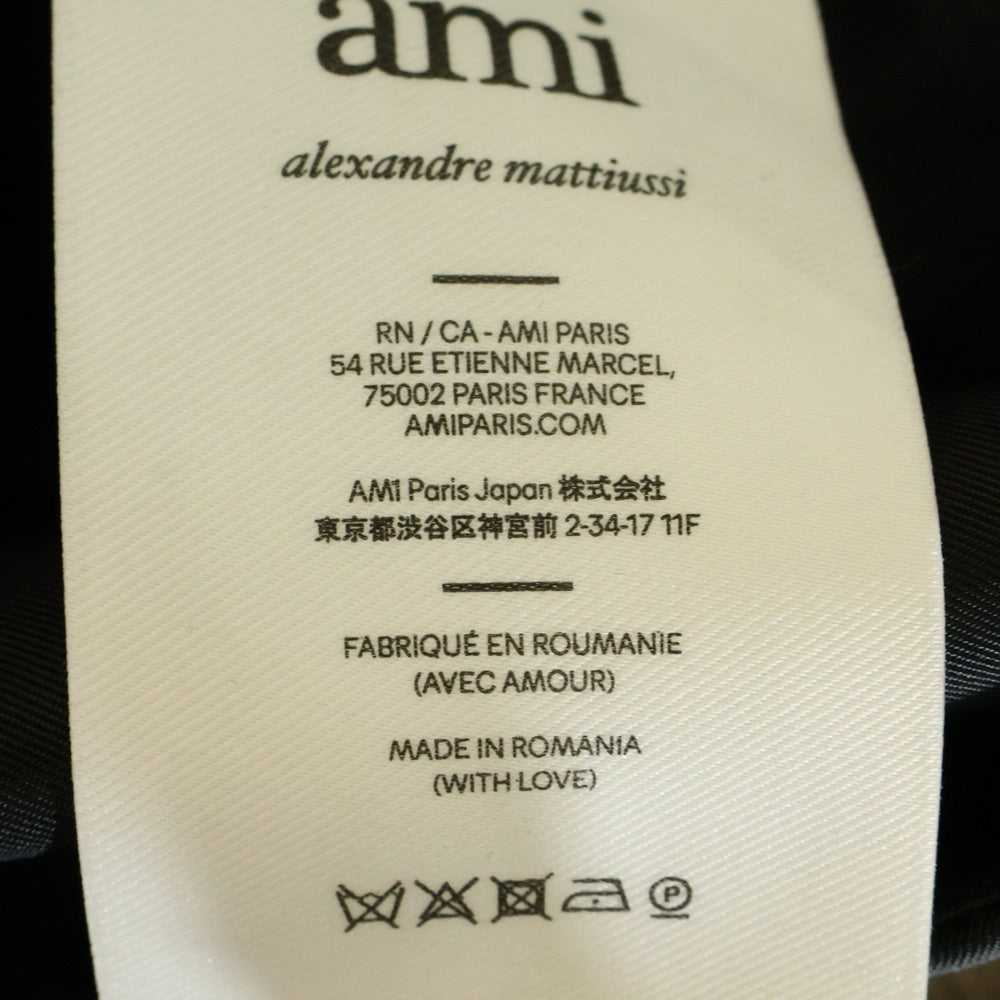 ami
alexandre mattiussi
RN / CA - AMI PARIS
54 RUE ETIENNE MARCEL,
75002 PARIS FRANCE
AMIPARIS.COM
AMI Paris Japan 株式会社
東京都渋谷区神宮前 2-34-17 11F
FABRIQUÉ EN ROUMANIE
(AVEC AMOUR)
MADE IN ROMANIA
(WITH LOVE)
P